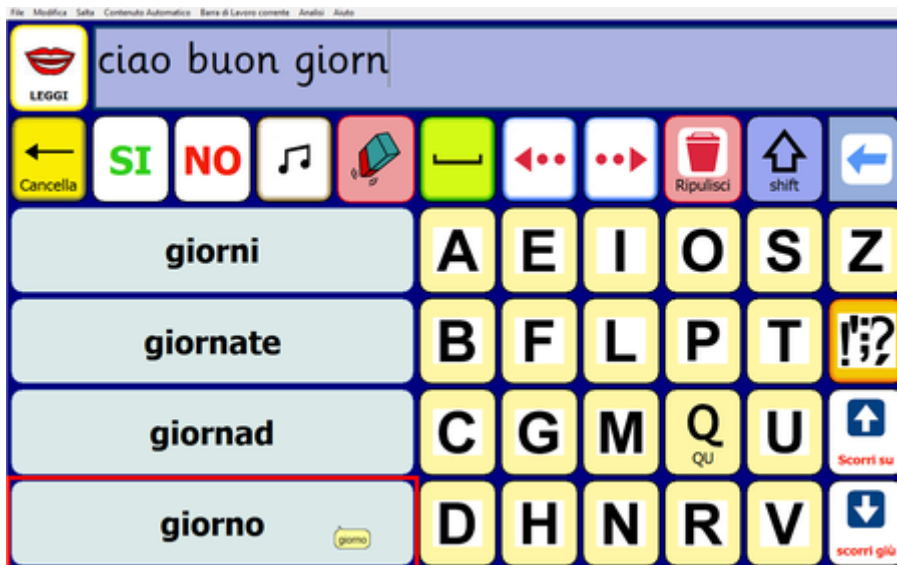 File Modifica Salta Contenuto Automatico Barra di Lavoro corrente Analisi Aiuto
LEGGI ciao buon giorn
Cancella SI NO Ripulisci shift
giorni A E I O S Z
giornate B F L P T !';?
giornad C G M Q QU U Scorri su
giorno giorno D H N R V scorri giù